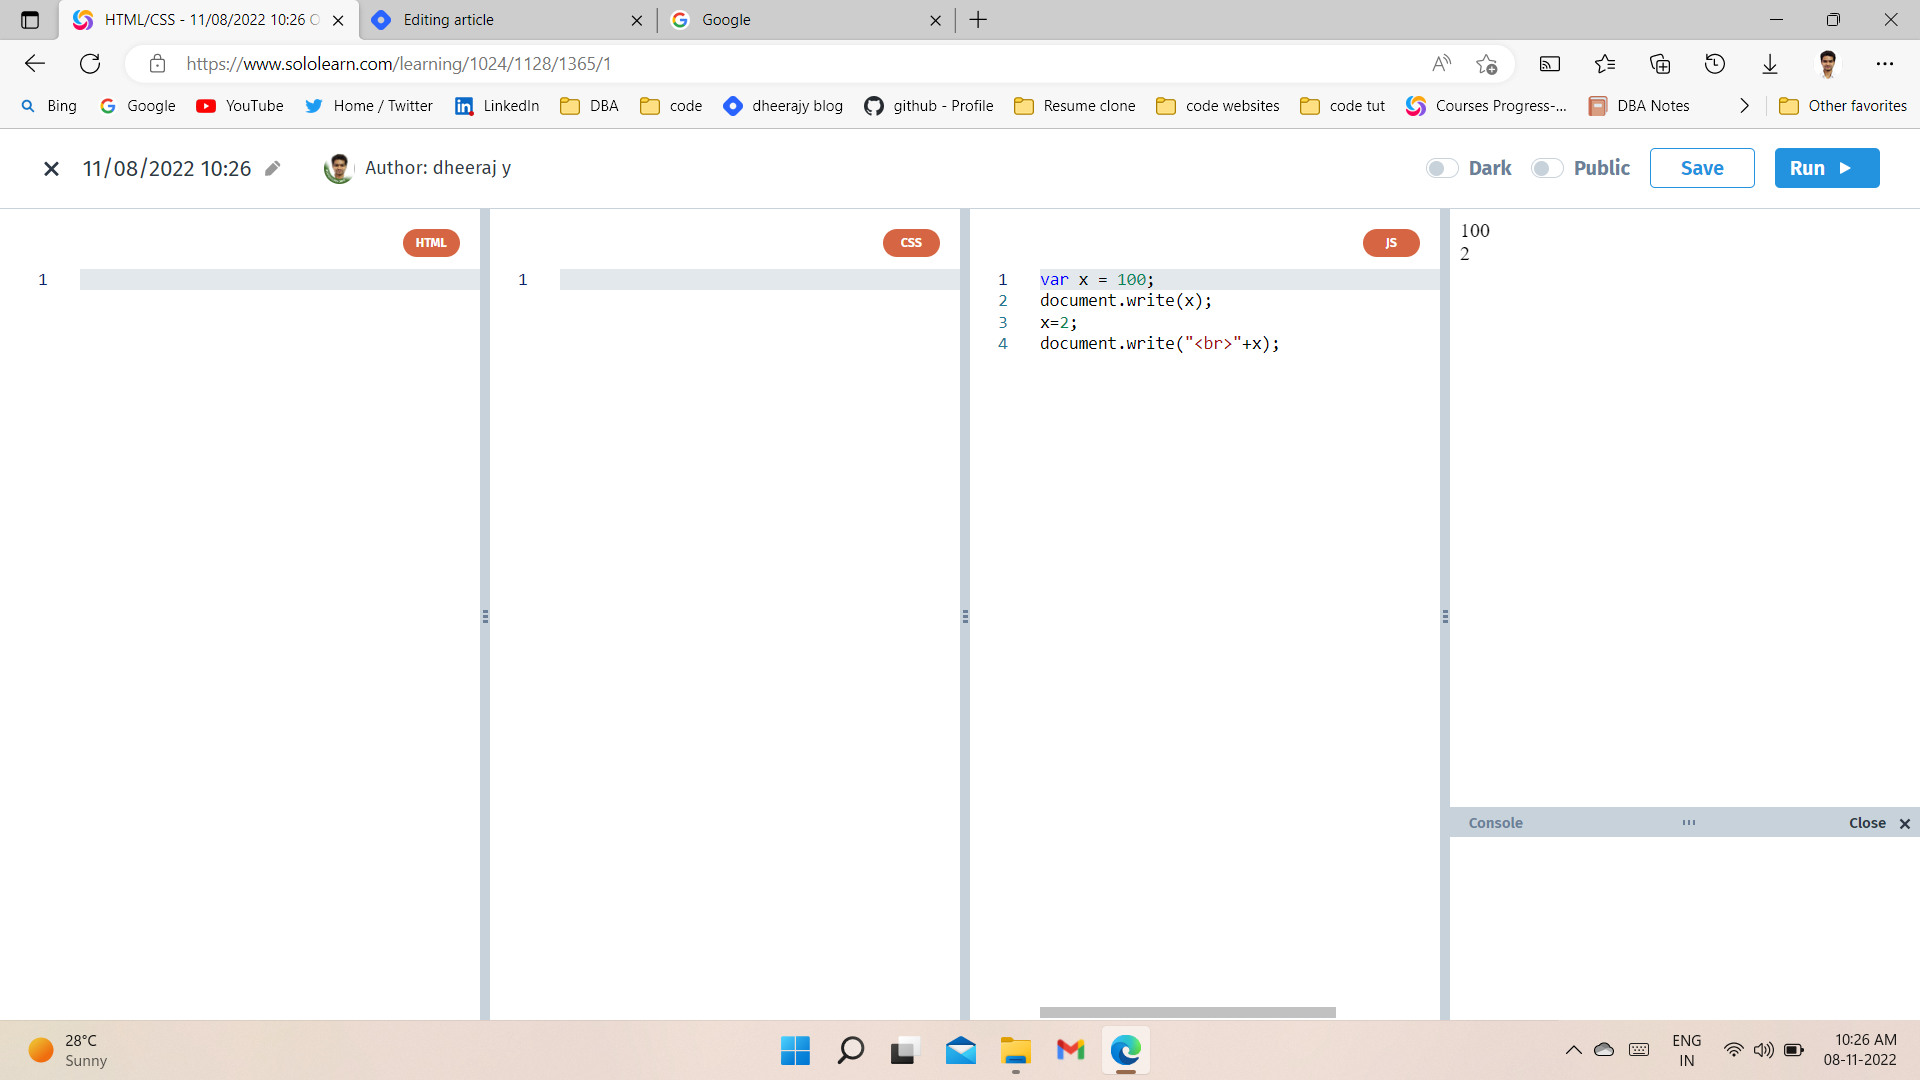 HTML/CSS - 11/08/2022 10:26
Editing article
Google
https://www.sololearn.com/learning/1024/1128/1365/1
Bing
Google
YouTube
Home / Twitter
LinkedIn
DBA
code
dheerajy blog
github - Profile
Resume clone
code websites
code tut
Courses Progress-...
DBA Notes
Other favorites
11/08/2022 10:26
Author: dheeraj y
Dark
Public
Save
Run
HTML
1
CSS
1
JS
1 var x = 100;
2 document.write(x);
3 x=2;
4 document.write("<br>"+x);
100
2
Console
Close
28°C
Sunny
ENG
IN
10:26 AM
08-11-2022